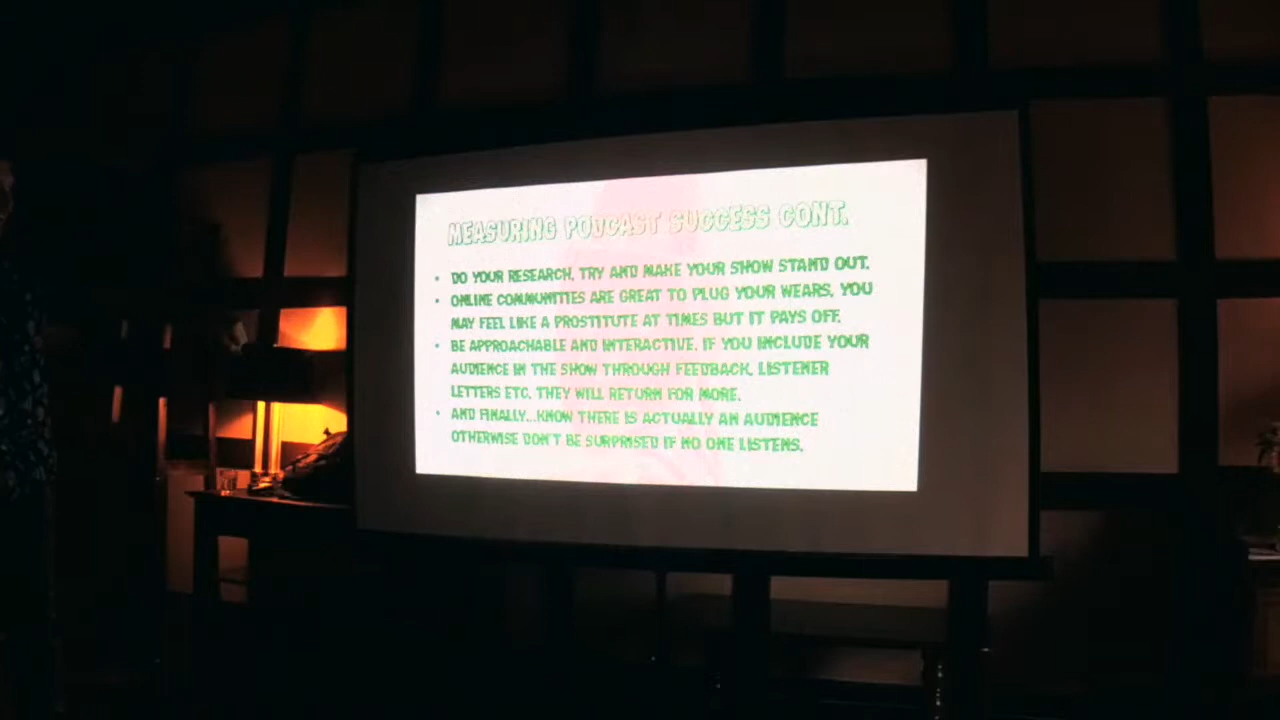 MEASURING PODCAST SUCCESS CONT.
• DO YOUR RESEARCH, TRY AND MAKE YOUR SHOW STAND OUT.
• ONLINE COMMUNITIES ARE GREAT TO PLUG YOUR WEARS, YOU
MAY FEEL LIKE A PROSTITUTE AT TIMES BUT IT PAYS OFF.
• BE APPROACHABLE AND INTERACTIVE. IF YOU INCLUDE YOUR
AUDIENCE IN THE SHOW THROUGH FEEDBACK, LISTENER
LETTERS ETC. THEY WILL RETURN FOR MORE.
• AND FINALLY...KNOW THERE IS ACTUALLY AN AUDIENCE
OTHERWISE DON'T BE SURPRISED IF NO ONE LISTENS.